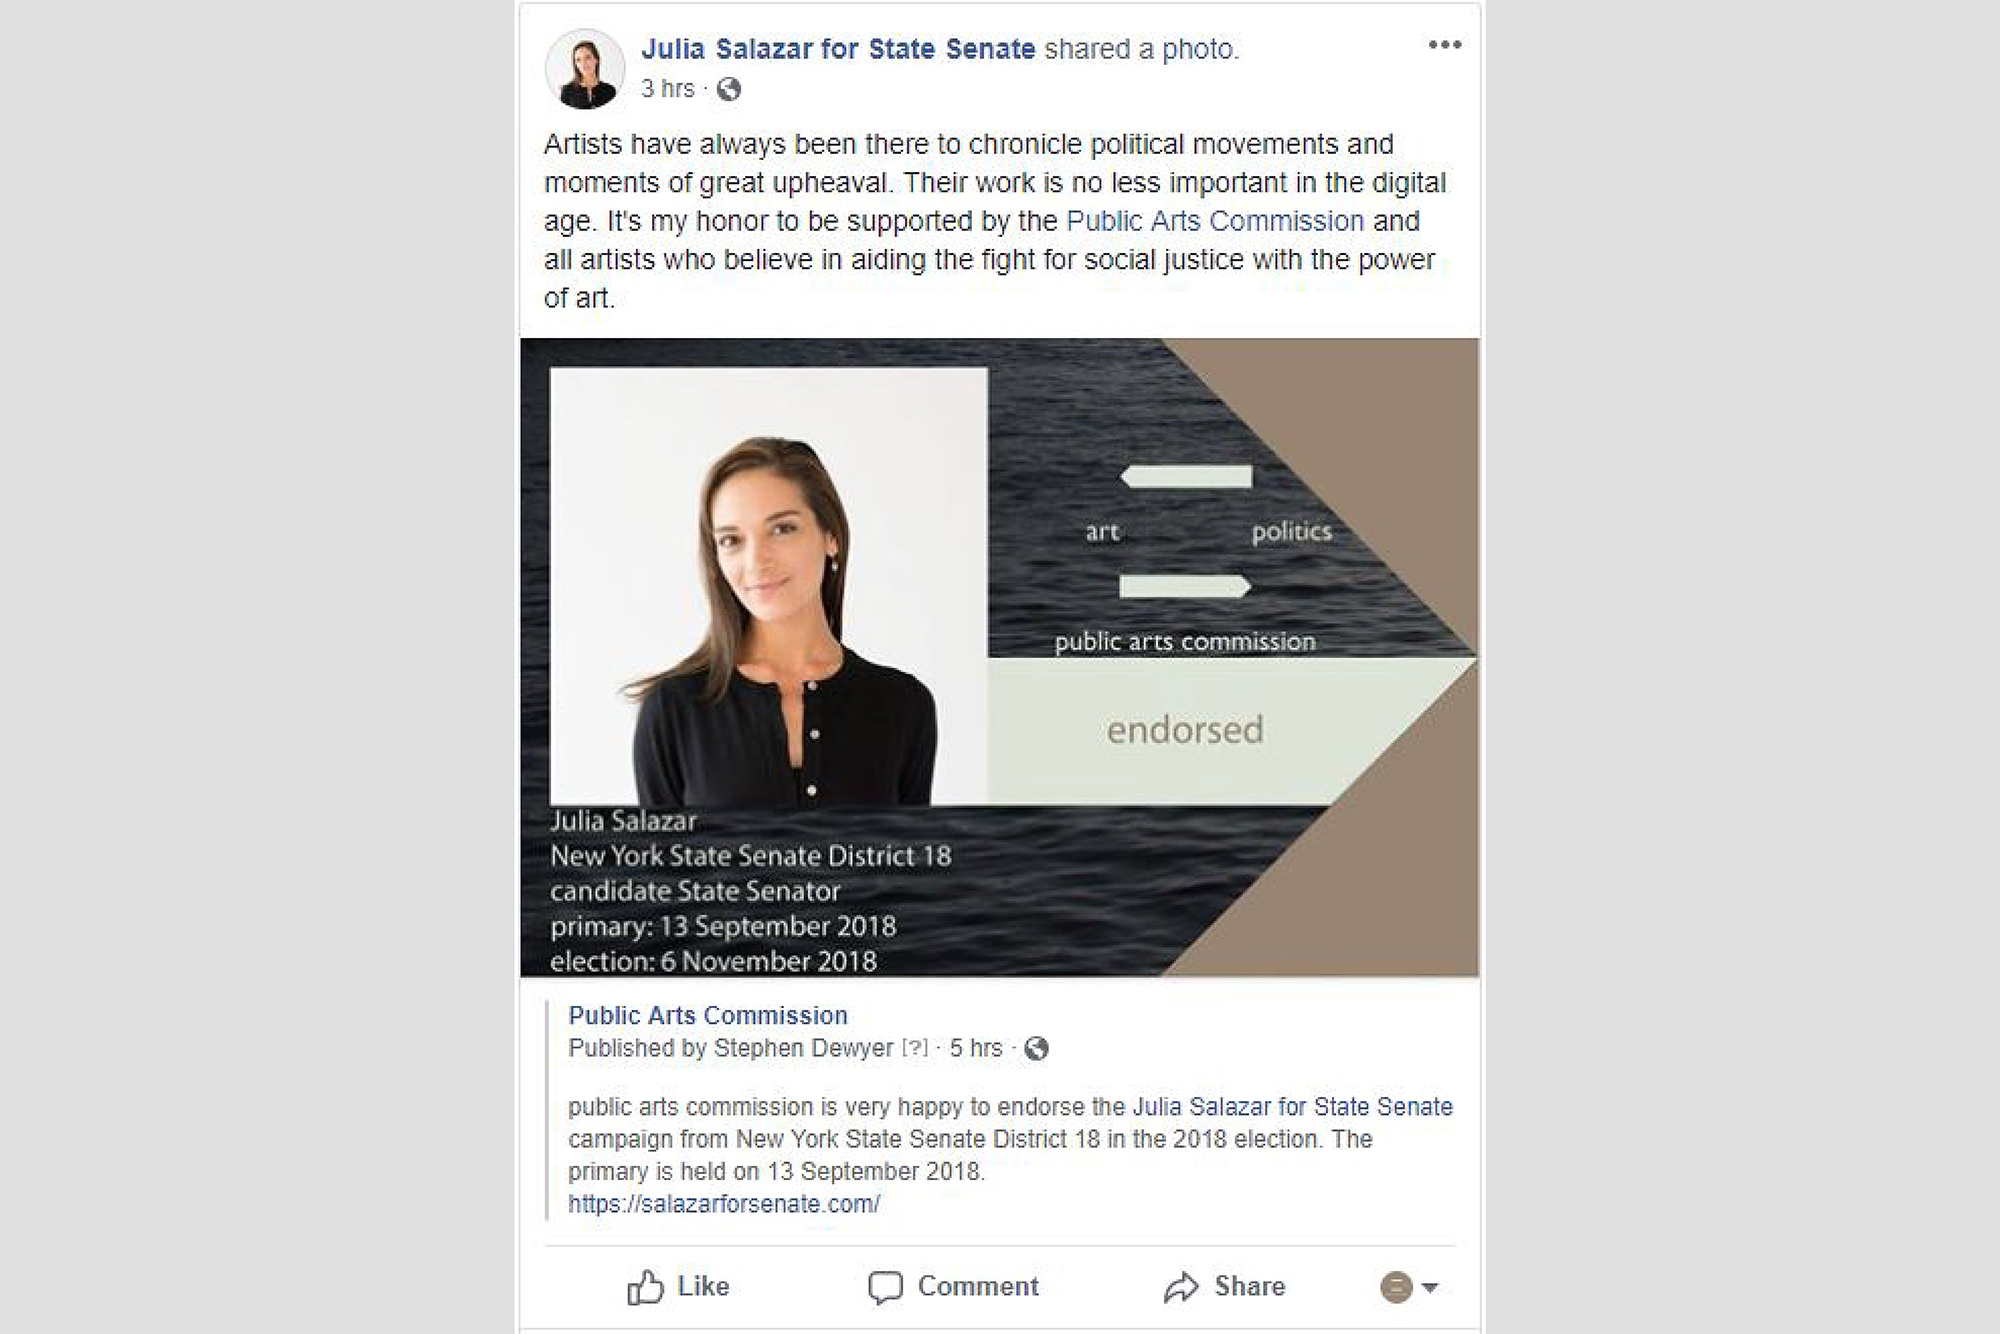 Julia Salazar for State Senate shared a photo.
3 hrs ·
Artists have always been there to chronicle political movements and
moments of great upheaval. Their work is no less important in the digital
age. It's my honor to be supported by the Public Arts Commission and
all artists who believe in aiding the fight for social justice with the power
of art.
art politics
public arts commission
endorsed
Julia Salazar
New York State Senate District 18
candidate State Senator
primary: 13 September 2018
election: 6 November 2018
Public Arts Commission
Published by Stephen Dewyer [?] · 5 hrs ·
public arts commission is very happy to endorse the Julia Salazar for State Senate
campaign from New York State Senate District 18 in the 2018 election. The
primary is held on 13 September 2018.
https://salazarforsenate.com/
Like Comment Share